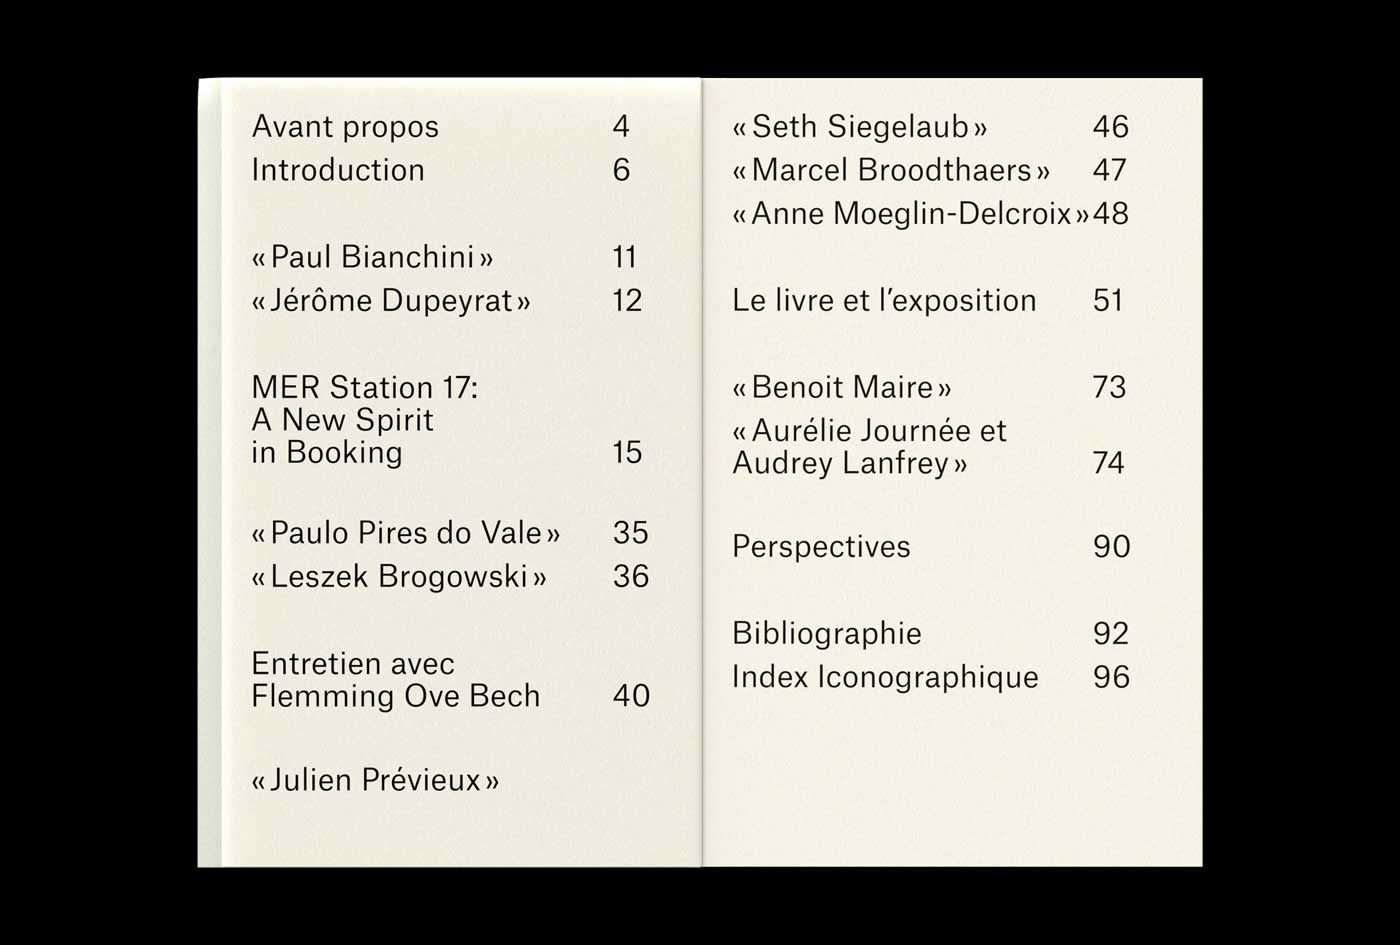 Avant propos 4
Introduction 6
« Paul Bianchini » 11
« Jérôme Dupeyrat » 12
MER Station 17:
A New Spirit
in Booking 15
« Paulo Pires do Vale » 35
« Leszek Brogowski » 36
Entretien avec
Flemming Ove Bech 40
« Julien Prévieux »
« Seth Siegelaub » 46
« Marcel Broodthaers » 47
« Anne Moeglin-Delcroix » 48
Le livre et l’exposition 51
« Benoit Maire » 73
« Aurélie Journée et
Audrey Lanfrey » 74
Perspectives 90
Bibliographie 92
Index Iconographique 96